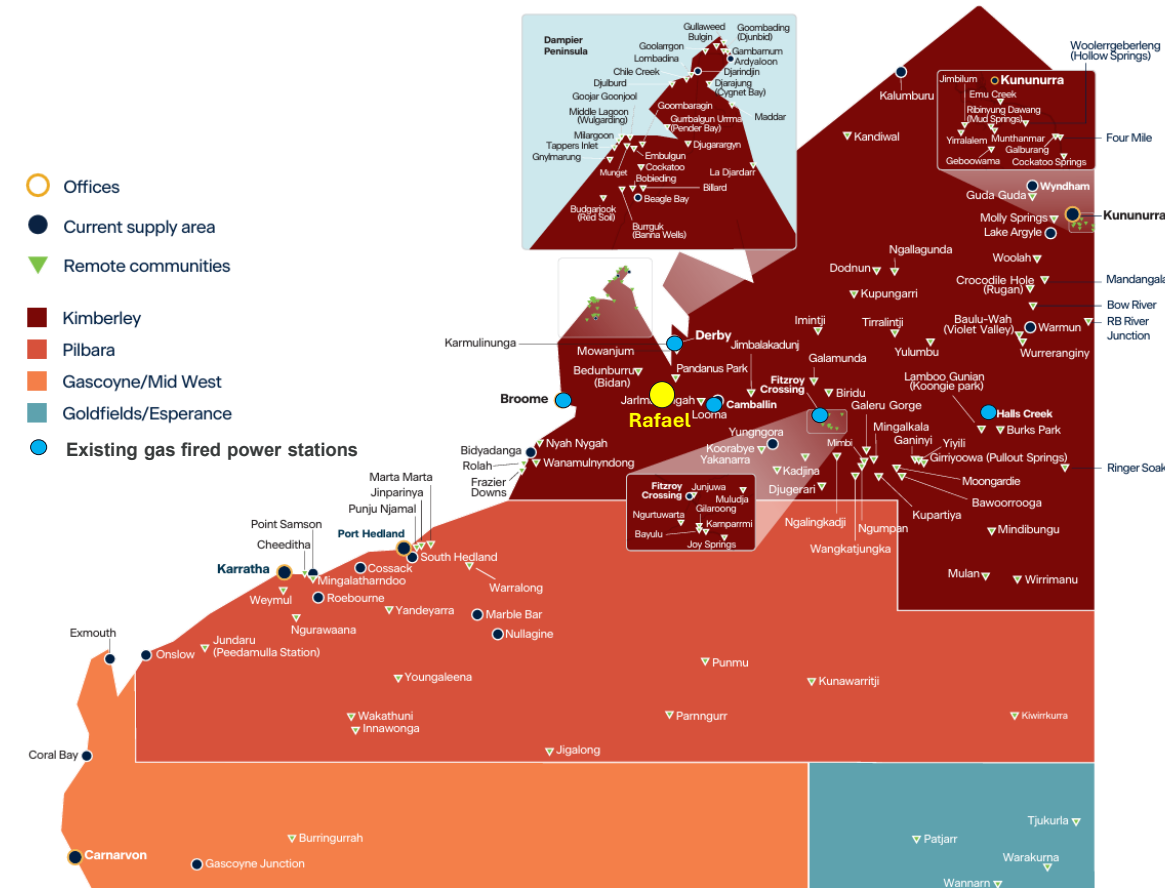 Offices
Current supply area
Remote communities
Kimberley
Pilbara
Gascoyne/Mid West
Goldfields/Esperance
Existing gas fired power stations
Dampier
Peninsula
Gullaweed
Bulgin
Goombading
(Djunbid)
Goolarrgon
Lombadina
Gambarnum
Ardyaloon
Chile Creek
Djarindjin
Djulburd
Djarajung
(Cygnet Bay)
Goojar Goonjool
Goombaragin
Middle Lagoon
(Wulgarding)
Gurrbalgun Urrma
(Pender Bay)
Maddar
Milargoon
Tappers Inlet
Djugarargyn
Gnylmarung
Embulgun
Cockatoo
Munget
Bobieding
La Djardarr
Billard
Beagle Bay
Budgarjook
(Red Soil)
Burrguk
(Banna Wells)
Woolerrgeberleng
(Hollow Springs)
Kalumburu
Kandiwal
Jimbilum
Kununurra
Emu Creek
Ribinyung Dawang
(Mud Springs)
Yirralalem
Munthanmar
Four Mile
Galburang
Geboowama
Cockatoo Springs
Wyndham
Guda Guda
Molly Springs
Kununurra
Lake Argyle
Ngallagunda
Dodnun
Woolah
Crocodile Hole
(Rugan)
Mandangala
Kupungarri
Bow River
Imintji
Tirralintji
Baulu-Wah
(Violet Valley)
Warmun
RB River
Junction
Yulumbu
Wurreranginy
Karmulinunga
Derby
Mowanjum
Jimbalakadunj
Bedunburru
(Bidan)
Pandanus Park
Galamunda
Lamboo Gunian
(Koongie park)
Fitzroy
Crossing
Biridu
Broome
Rafael
Looma
Camballin
Galeru Gorge
Halls Creek
Burks Park
Mingalkala
Yungngora
Ganinyi
Yiyili
Mimbi
Koorabye
Yakanarra
Girriyoowa (Pullout Springs)
Kadjina
Ringer Soak
Moongardie
Djugerari
Bawoorrooga
Kupartiya
Ngalingkadji
Ngumpan
Wangkatjungka
Mindibungu
Mulan
Wirrimanu
Nyah Nygah
Bidyadanga
Wanamulnyndong
Rolah
Frazier
Downs
Fitzroy
Crossing
Junjuwa
Muludja
Gilaroong
Ngurtuwarta
Kamparrmi
Bayulu
Joy Springs
Marta Marta
Jinparinya
Punju Njamal
Point Samson
Port Hedland
Cheeditha
South Hedland
Karratha
Cossack
Mingalatharndoo
Warralong
Weymul
Roebourne
Yandeyarra
Marble Bar
Ngurawaana
Nullagine
Exmouth
Jundaru
(Peedamulla Station)
Onslow
Punmu
Youngaleena
Kunawarritji
Wakathuni
Innawonga
Parnngurr
Kiwirrkurra
Coral Bay
Jigalong
Burringurrah
Carnarvon
Gascoyne Junction
Tjukurla
Patjarr
Warakurna
Wannarn